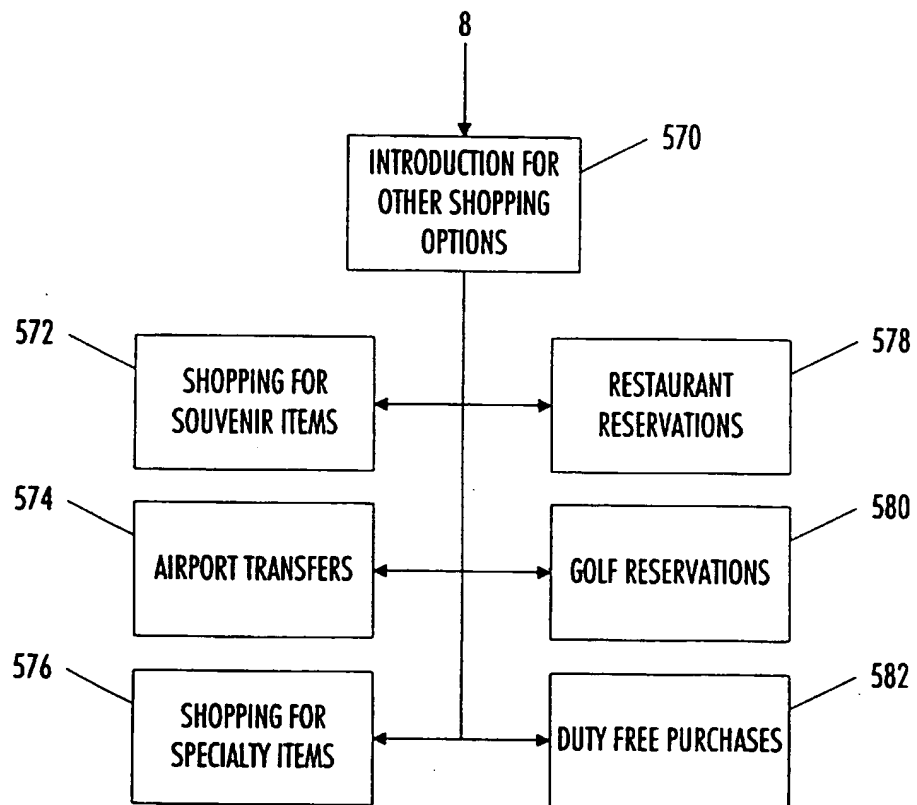 8
570
INTRODUCTION FOR
OTHER SHOPPING
OPTIONS
572
SHOPPING FOR
SOUVENIR ITEMS
578
RESTAURANT
RESERVATIONS
574
AIRPORT TRANSFERS
580
GOLF RESERVATIONS
576
SHOPPING FOR
SPECIALTY ITEMS
582
DUTY FREE PURCHASES